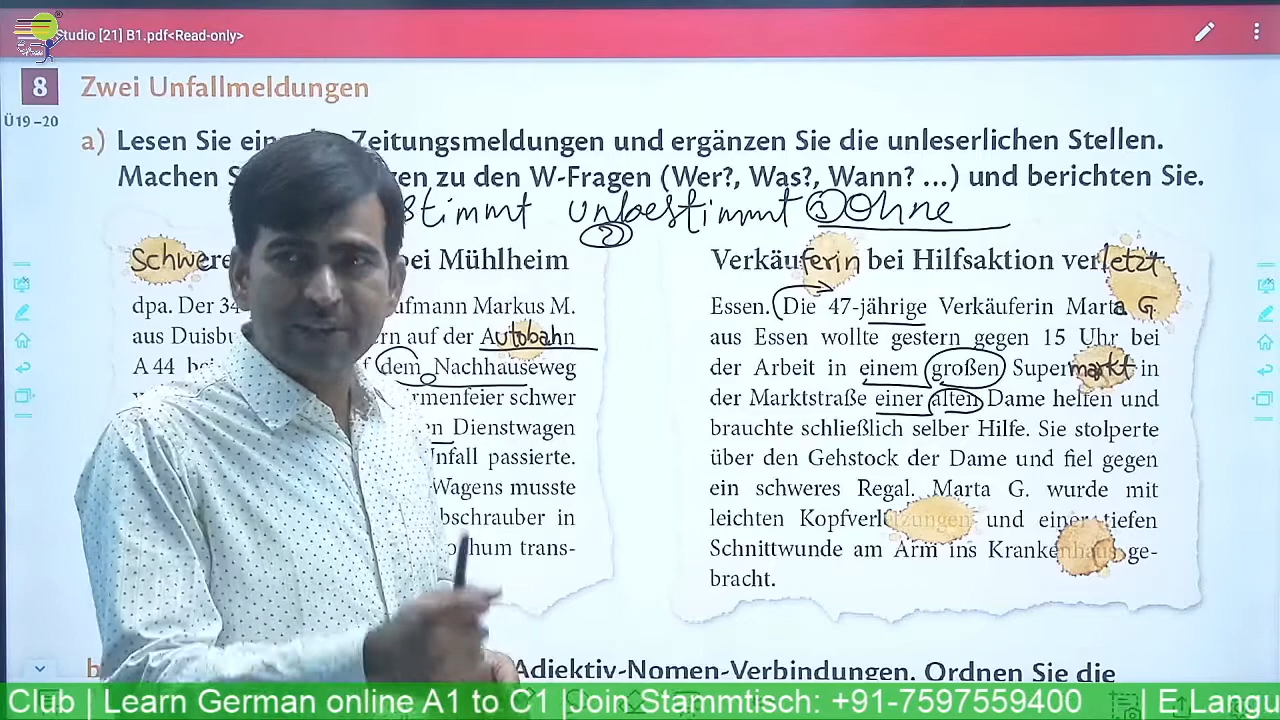 Studio [21] B1.pdf<Read-only>
8 Zwei Unfallmeldungen
Ü19–20
a) Lesen Sie Zeitungsmeldungen und ergänzen Sie die unleserlichen Stellen.
Machen zu den W-Fragen (Wer?, Was?, Wann? ...) und berichten Sie.
stimmt unbestimmt ③ Ohne
②
Schwere bei Mühlheim
dpa. Der 34 Markus M.
aus auf der Autobahn
A 44 dem Nachhauseweg
schwer
Dienstwagen
Unfall passierte.
Wagens musste
in
trans-
Verkäuferin bei Hilfsaktion verletzt
Essen. Die 47-jährige Verkäuferin Marta G.
aus Essen wollte gestern gegen 15 Uhr bei
der Arbeit in einem großen Supermarkt in
der Marktstraße einer alten Dame helfen und
brauchte schließlich selber Hilfe. Sie stolperte
über den Gehstock der Dame und fiel gegen
ein schweres Regal. Marta G. wurde mit
leichten Kopfverletzungen und einer tiefen
Schnittwunde am Arm ins Krankenhaus ge-
bracht.
b Adjektiv-Nomen-Verbindungen. Ordnen Sie die
Club | Learn German online A1 to C1 |Join Stammtisch: +91-7597559400 | E Langu